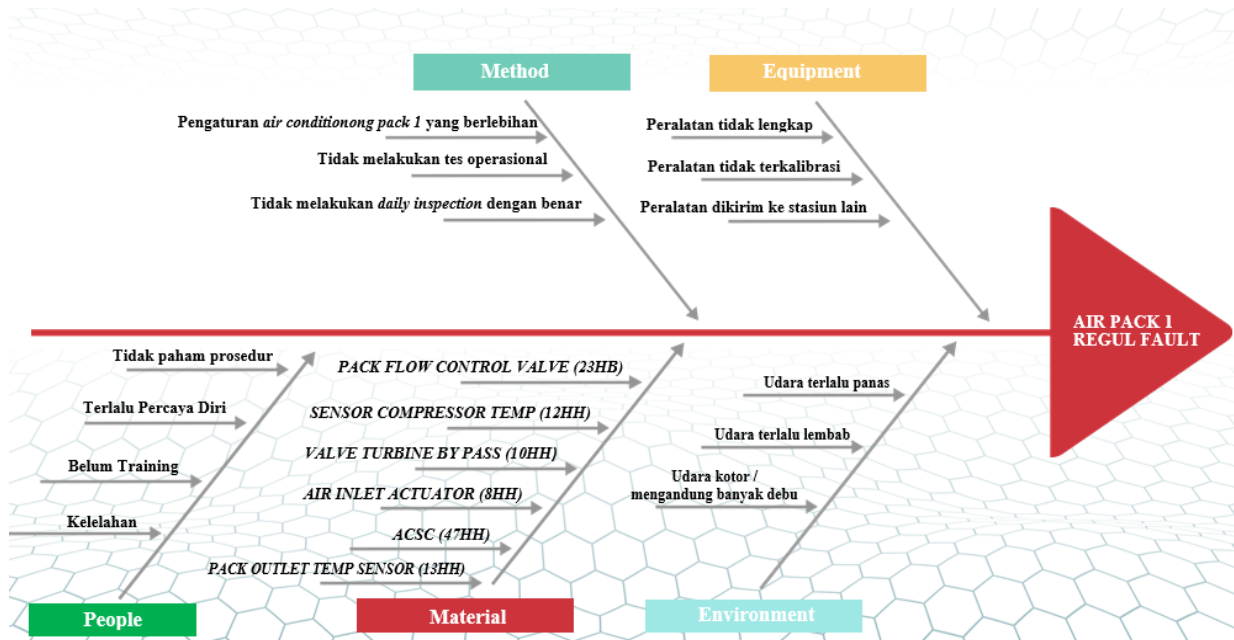 Method
Pengaturan air conditionong pack 1 yang berlebihan
Tidak melakukan tes operasional
Tidak melakukan daily inspection dengan benar
Equipment
Peralatan tidak lengkap
Peralatan tidak terkalibrasi
Peralatan dikirim ke stasiun lain
AIR PACK 1
REGUL FAULT
Tidak paham prosedur
Terlalu Percaya Diri
Belum Training
Kelelahan
People
PACK FLOW CONTROL VALVE (23HB)
SENSOR COMPRESSOR TEMP (12HH)
VALVE TURBINE BY PASS (10HH)
AIR INLET ACTUATOR (8HH)
ACSC (47HH)
PACK OUTLET TEMP SENSOR (13HH)
Material
Udara terlalu panas
Udara terlalu lembab
Udara kotor /
mengandung banyak debu
Environment